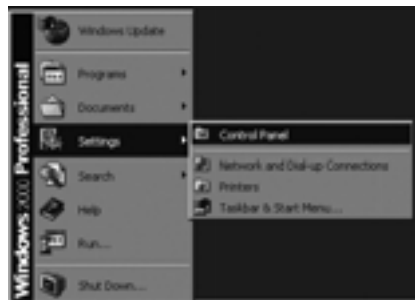 Windows 2000 Professional
Windows Update
Programs
Documents
Settings
Search
Help
Run...
Shut Down...
Control Panel
Network and Dial-up Connections
Printers
Taskbar & Start Menu...